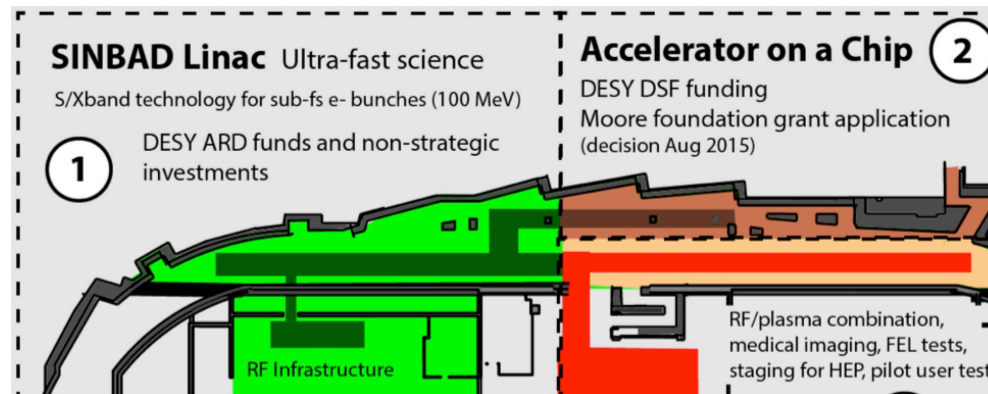 SINBAD Linac Ultra-fast science
S/Xband technology for sub-fs e- bunches (100 MeV)
1
DESY ARD funds and non-strategic
investments
Accelerator on a Chip
2
DESY DSF funding
Moore foundation grant application
(decision Aug 2015)
RF Infrastructure
RF/plasma combination,
medical imaging, FEL tests,
staging for HEP, pilot user test